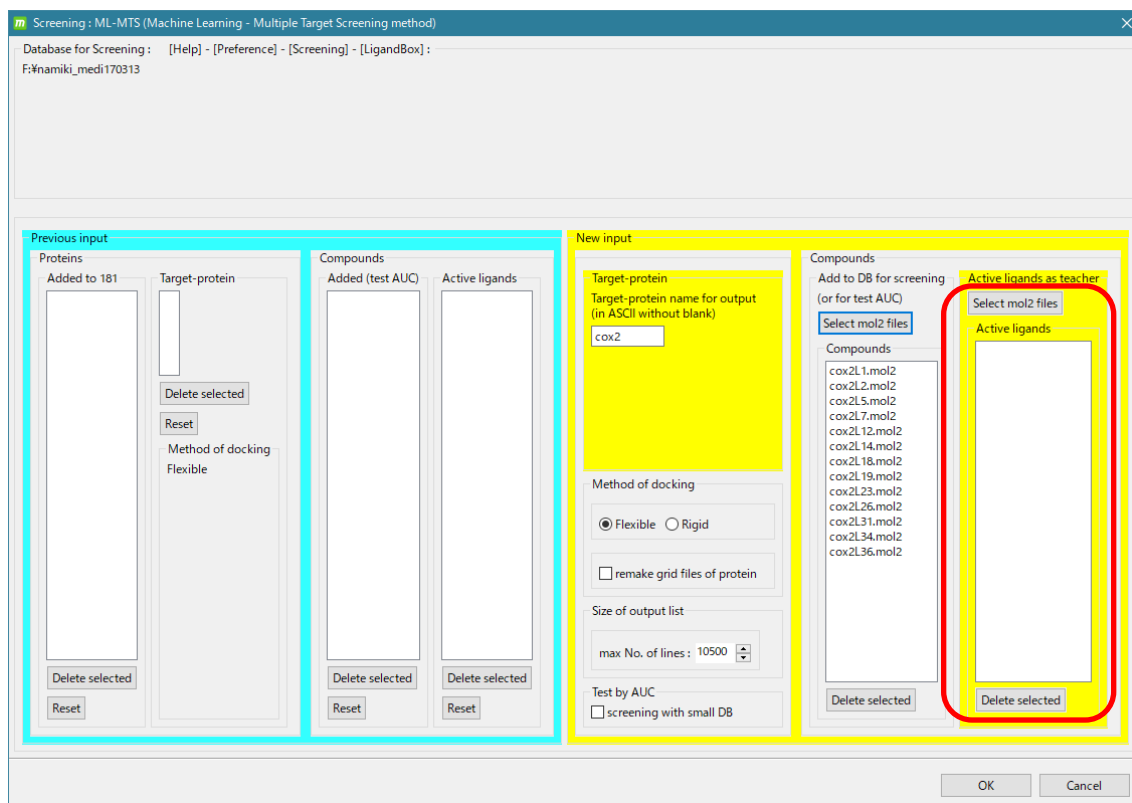 m Screening : ML-MTS (Machine Learning - Multiple Target Screening method)
Database for Screening : [Help] - [Preference] - [Screening] - [LigandBox] :
F:¥namiki_medi170313
Previous input
Proteins
Added to 181
Delete selected
Reset
Target-protein
Delete selected
Reset
Method of docking
Flexible
Compounds
Added (test AUC)
Delete selected
Reset
Active ligands
Delete selected
Reset
New input
Target-protein
Target-protein name for output
(in ASCII without blank)
cox2
Method of docking
Flexible Rigid
remake grid files of protein
Size of output list
max No. of lines : 10500
Test by AUC
screening with small DB
Compounds
Add to DB for screening
(or for test AUC)
Select mol2 files
Compounds
cox2L1.mol2
cox2L2.mol2
cox2L5.mol2
cox2L7.mol2
cox2L12.mol2
cox2L14.mol2
cox2L18.mol2
cox2L19.mol2
cox2L23.mol2
cox2L26.mol2
cox2L31.mol2
cox2L34.mol2
cox2L36.mol2
Delete selected
Active ligands as teacher
Select mol2 files
Active ligands
Delete selected
OK
Cancel